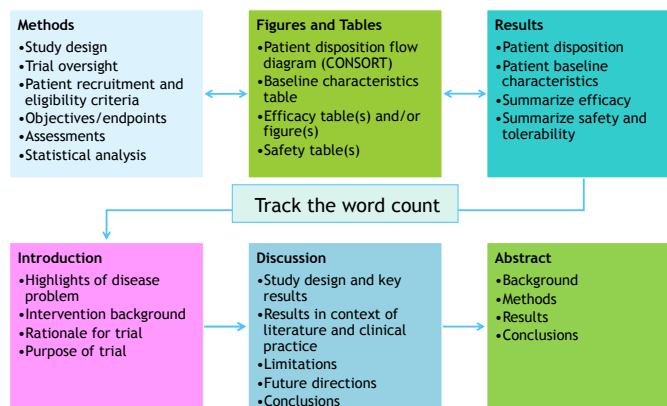 Methods
•Study design
•Trial oversight
•Patient recruitment and
eligibility criteria
•Objectives/endpoints
•Assessments
•Statistical analysis
Figures and Tables
•Patient disposition flow
diagram (CONSORT)
•Baseline characteristics
table
•Efficacy table(s) and/or
figure(s)
•Safety table(s)
Results
•Patient disposition
•Patient baseline
characteristics
•Summarize efficacy
•Summarize safety and
tolerability
Track the word count
Introduction
•Highlights of disease
problem
•Intervention background
•Rationale for trial
•Purpose of trial
Discussion
•Study design and key
results
•Results in context of
literature and clinical
practice
•Limitations
•Future directions
•Conclusions
Abstract
•Background
•Methods
•Results
•Conclusions